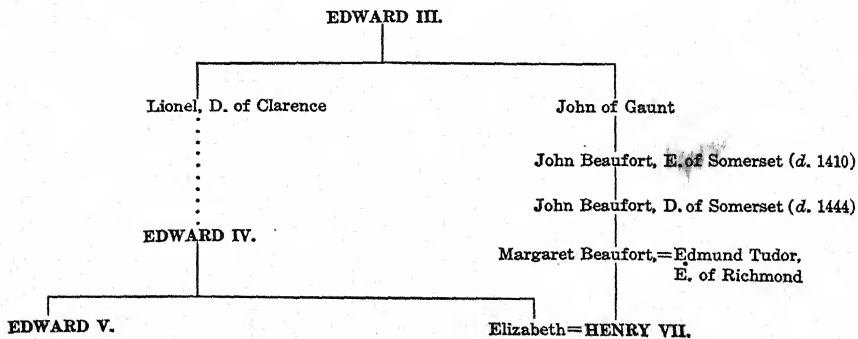 EDWARD III.
Lionel, D. of Clarence
John of Gaunt
John Beaufort, E. of Somerset (d. 1410)
John Beaufort, D. of Somerset (d. 1444)
EDWARD IV.
Margaret Beaufort,=Edmund Tudor,
E. of Richmond
EDWARD V.
Elizabeth=HENRY VII.